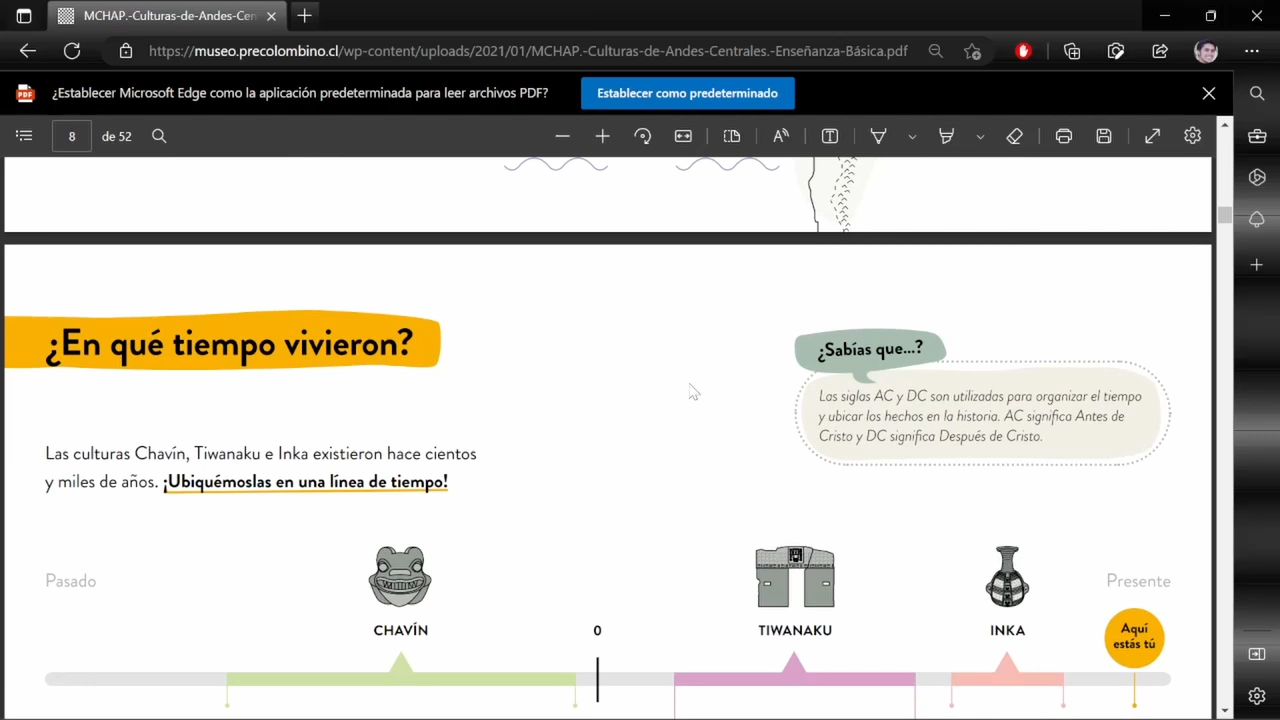 MCHAP.-Culturas-de-Andes-Cen
https://museo.precolombino.cl/wp-content/uploads/2021/01/MCHAP.-Culturas-de-Andes-Centrales.-Enseñanza-Básica.pdf
PDF
¿Establecer Microsoft Edge como la aplicación predeterminada para leer archivos PDF?
Establecer como predeterminado
8 de 52
¿En qué tiempo vivieron?
¿Sabías que...?
Las siglas AC y DC son utilizadas para organizar el tiempo
y ubicar los hechos en la historia. AC significa Antes de
Cristo y DC significa Después de Cristo.
Las culturas Chavín, Tiwanaku e Inka existieron hace cientos
y miles de años. ¡Ubiquémoslas en una línea de tiempo!
Pasado
Presente
CHAVÍN
0
TIWANAKU
INKA
Aquí
estás tú